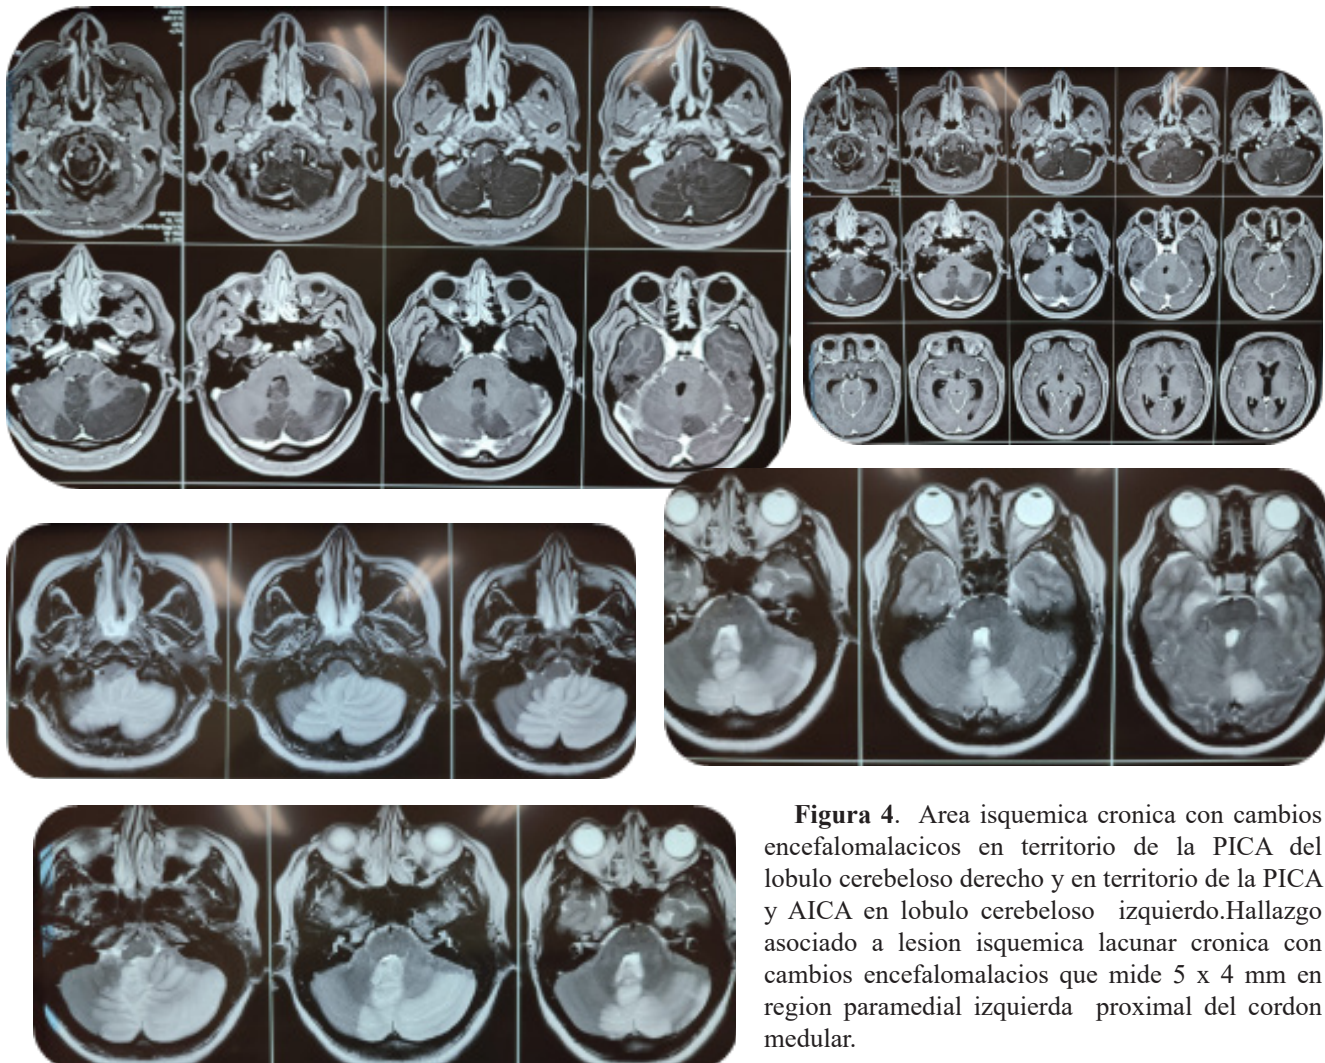 Figura 4. Area isquemica cronica con cambios
encefalomalacicos en territorio de la PICA del
lobulo cerebeloso derecho y en territorio de la PICA
y AICA en lobulo cerebeloso izquierdo.Hallazgo
asociado a lesion isquemica lacunar cronica con
cambios encefalomalacios que mide 5 x 4 mm en
region paramedial izquierda proximal del cordon
medular.